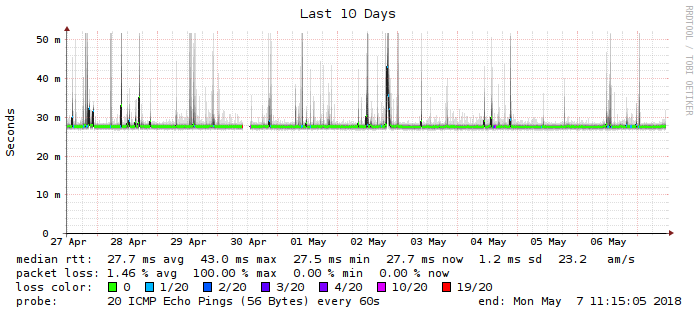 Last 10 Days
RRDTOOL / TOBI OETIKER
Seconds
50 m
40 m
30 m
20 m
10 m
0
27 Apr 28 Apr 29 Apr 30 Apr 01 May 02 May 03 May 04 May 05 May 06 May
median rtt: 27.7 ms avg 43.0 ms max 27.5 ms min 27.7 ms now 1.2 ms sd 23.2 am/s
packet loss: 1.46 % avg 100.00 % max 0.00 % min 0.00 % now
loss color: 0 1/20 2/20 3/20 4/20 10/20 19/20
probe: 20 ICMP Echo Pings (56 Bytes) every 60s end: Mon May 7 11:15:05 2018